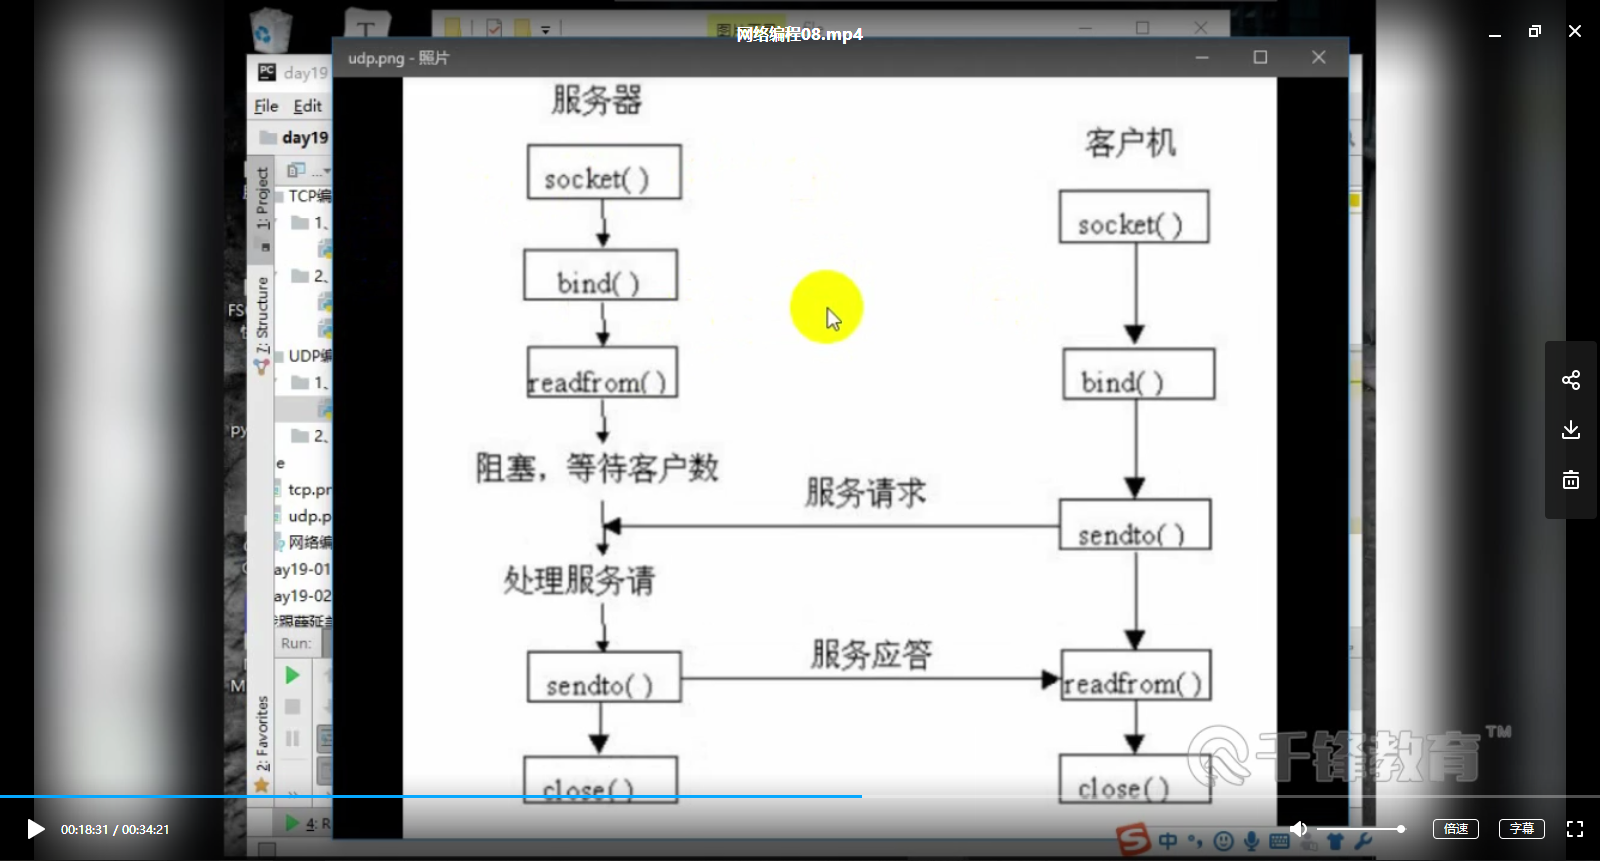 网络编程08.mp4
udp.png - 照片
day19
File Edit
day19
1: Project
TCP编
1、
2、
7: Structure
UDP编
1、
2、
tcp.pr
udp.p
网络编
ay19-01
ay19-02
Run:
2: Favorites
4: R
服务器
socket( )
bind( )
readfrom( )
阻塞，等待客户数
处理服务请
sendto( )
close( )
客户机
socket( )
bind( )
服务请求
sendto( )
服务应答
readfrom( )
close( )
千锋教育™
中
00:18:31 / 00:34:21
倍速
字幕